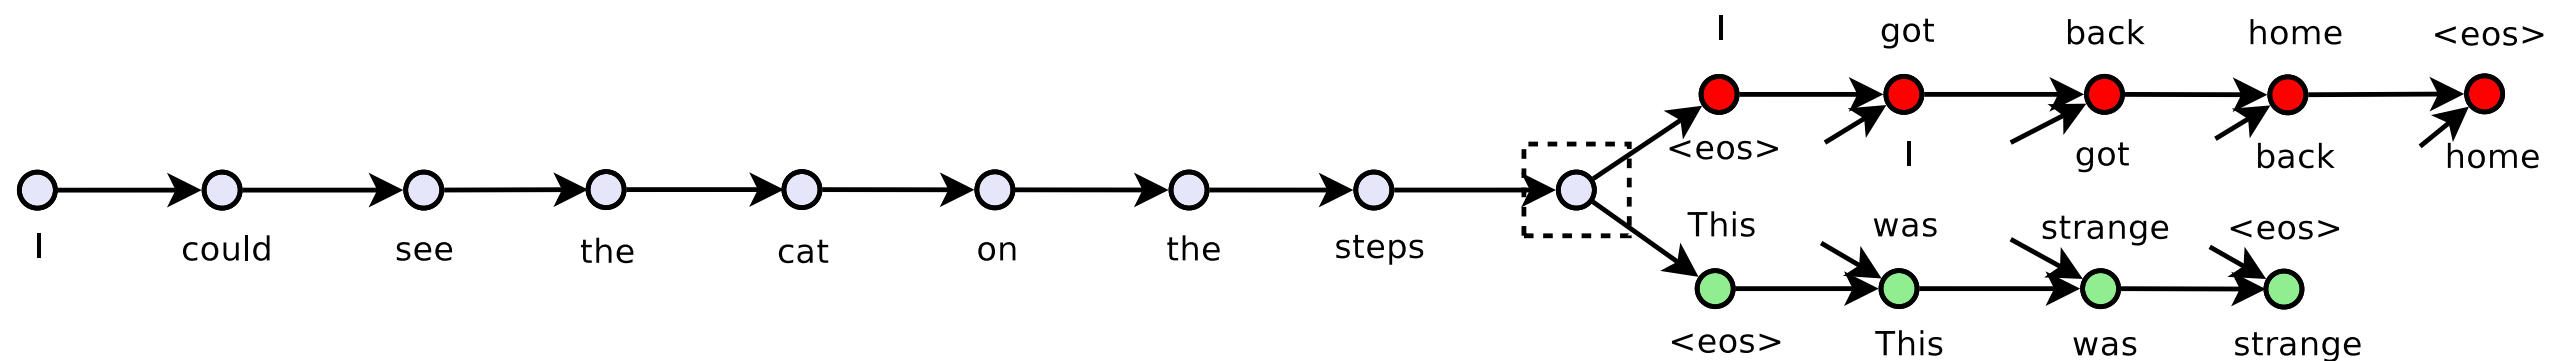 I got back home <eos>
<eos> I got back home
I could see the cat on the steps
This was strange <eos>
<eos> This was strange